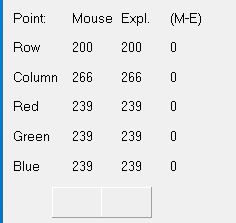 Point: Mouse Expl. (M-E)
Row 200 200 0
Column 266 266 0
Red 239 239 0
Green 239 239 0
Blue 239 239 0